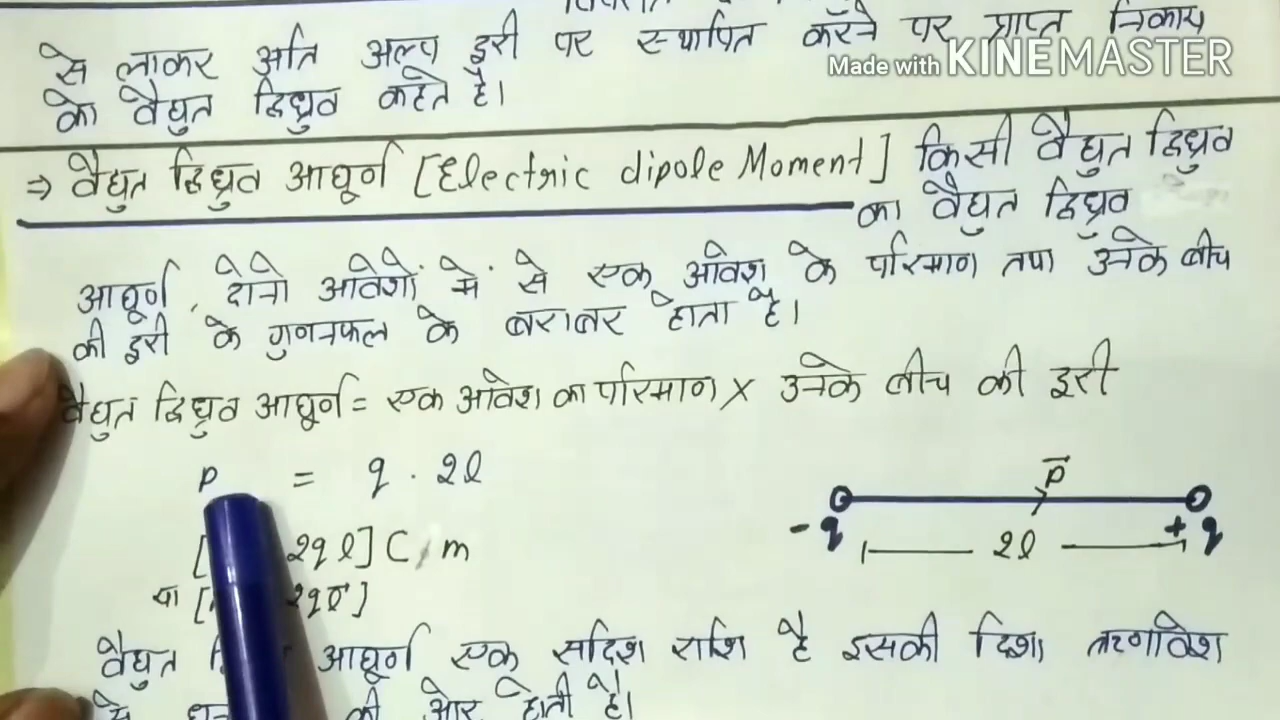 से लाकर अति अल्प दूरी पर स्थापित करने पर प्राप्त निकाय
Made with KINEMASTER
को वैद्युत द्विध्रुव कहते है।
⇒ वैद्युत द्विध्रुव आघूर्ण [Electric dipole Moment] किसी वैद्युत द्विध्रुव
का वैद्युत द्विध्रुव
आघूर्ण, दोनो आवेशों में से एक आवेश के परिमाण तथा उनके बीच
की दूरी के गुणनफल के बराबर होता है।
वैद्युत द्विध्रुव आघूर्ण = एक आवेश का परिमाण × उनके बीच की दूरी
p = q . 2l
p⃗
-q +q
2l
[ 2ql] C m
या [ 2ql⃗]
वैद्युत आघूर्ण एक सदिश राशि है इसकी दिशा ऋणावेश
से की ओर होती है।